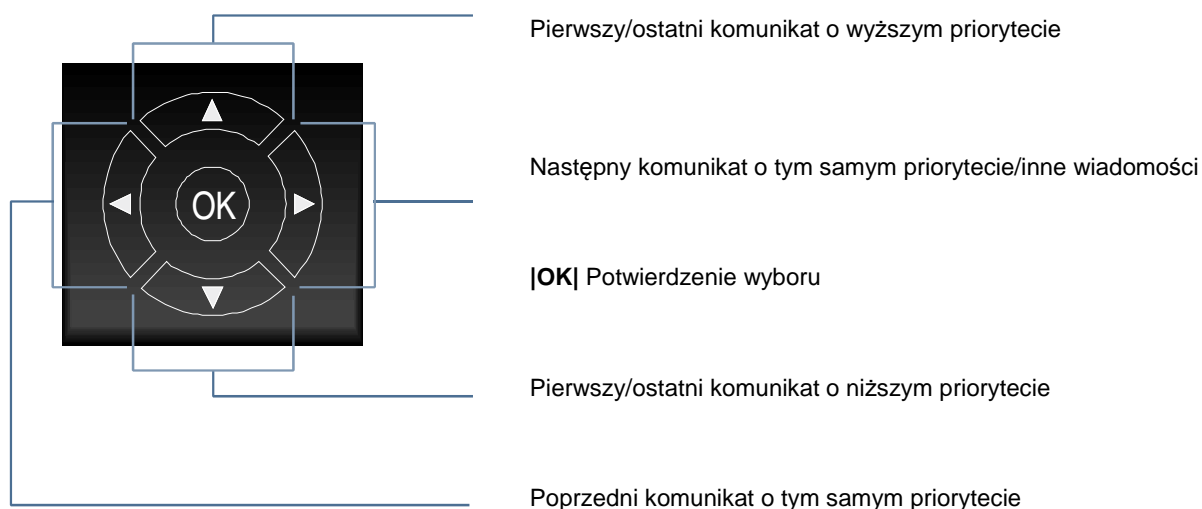 Pierwszy/ostatni komunikat o wyższym priorytecie
Następny komunikat o tym samym priorytecie/inne wiadomości
OK
|OK| Potwierdzenie wyboru
Pierwszy/ostatni komunikat o niższym priorytecie
Poprzedni komunikat o tym samym priorytecie